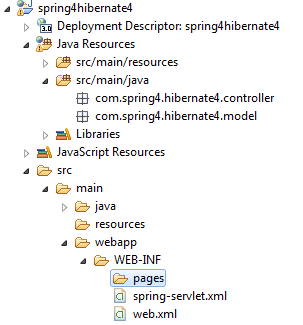 spring4hibernate4
Deployment Descriptor: spring4hibernate4
Java Resources
src/main/resources
src/main/java
com.spring4.hibernate4.controller
com.spring4.hibernate4.model
Libraries
JavaScript Resources
src
main
java
resources
webapp
WEB-INF
pages
spring-servlet.xml
web.xml